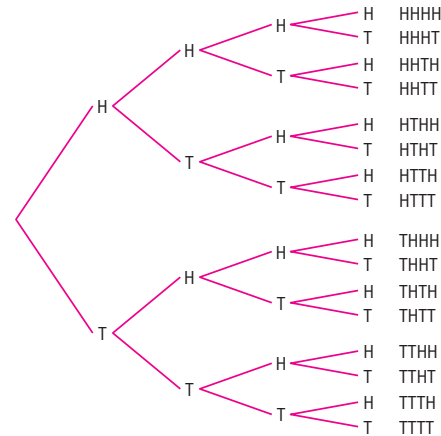 H HHHH
H
T HHHT
H
H HHTH
T
T HHTT
H
H HTHH
H
T HTHT
T
H HTTH
T
T HTTT
H THHH
H
T THHT
H
H THTH
T
T THTT
T
H TTHH
H
T TTHT
T
H TTTH
T
T TTTT